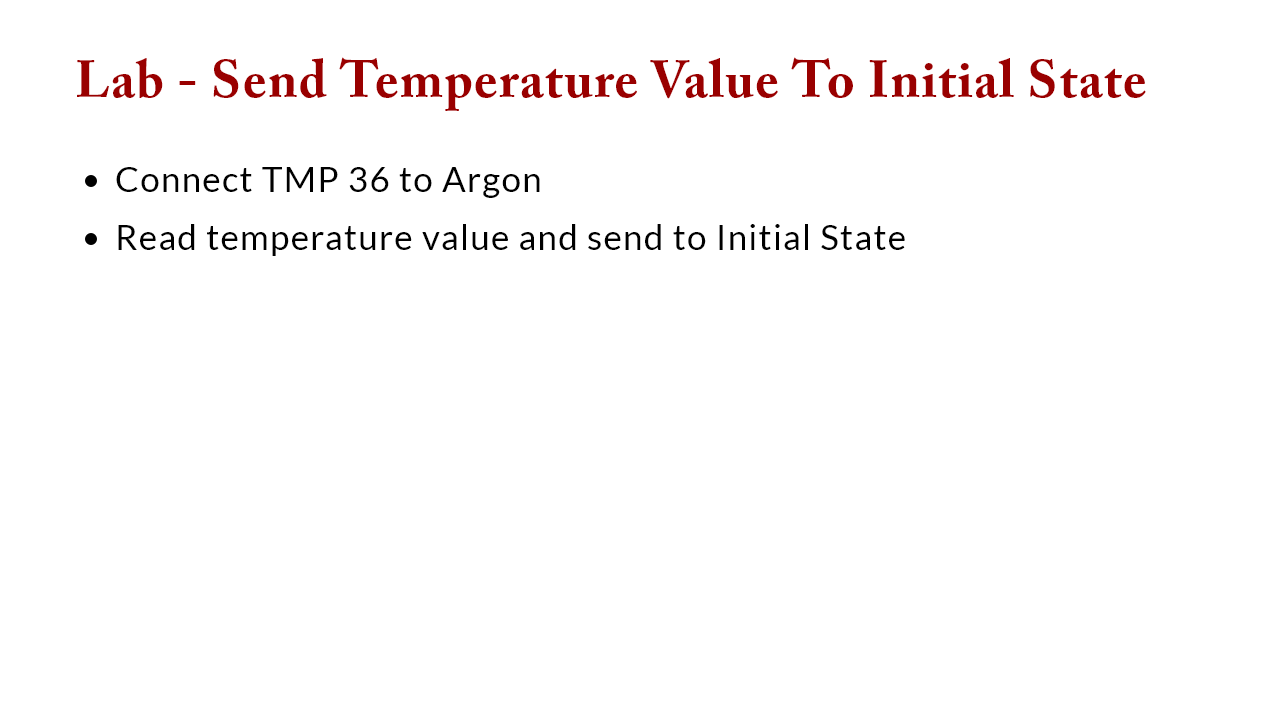 Lab - Send Temperature Value To Initial State
• Connect TMP 36 to Argon
• Read temperature value and send to Initial State